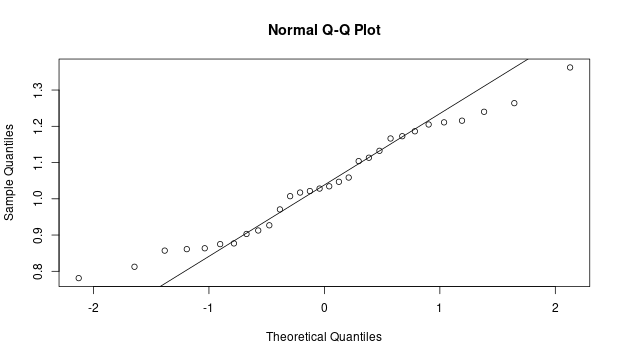 Normal Q-Q Plot
Sample Quantiles
1.3
1.2
1.1
1.0
0.9
0.8
-2 -1 0 1 2
Theoretical Quantiles